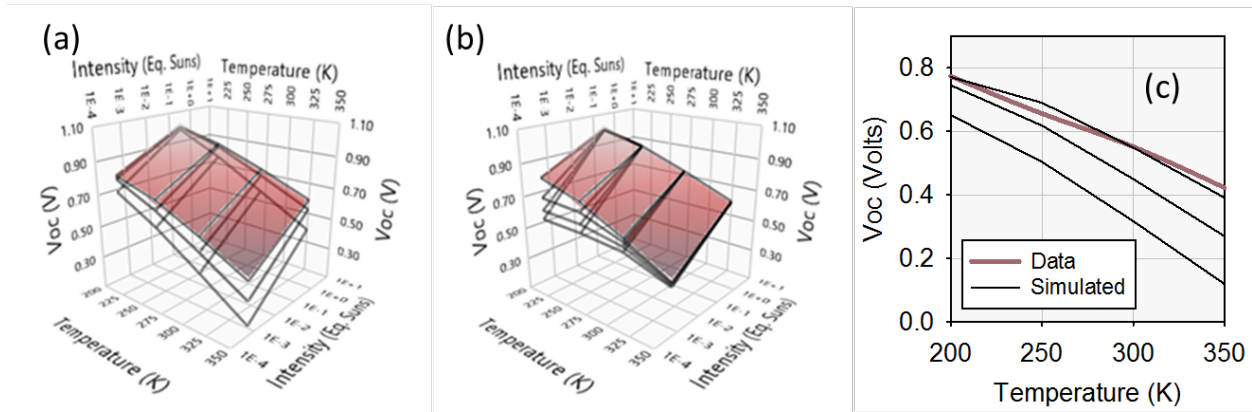 (a)
Intensity (Eq. Suns) Temperature (K)
1E-4 1E-3 1E-2 1E-1 1E+0 1E+1 225 250 275 300 325 350
1.10 0.90 0.70 0.50 0.30
Voc (V)
1.10 0.90 0.70 0.50 0.30
Voc (V)
200 225 250 275 300 325 350
Temperature (K)
1E-4 1E-3 1E-2 1E-1 1E+0 1E+1
Intensity (Eq. Suns)
(b)
Intensity (Eq. Suns) Temperature (K)
1E-4 1E-3 1E-2 1E-1 1E+0 1E+1 225 250 275 300 325 350
1.10 0.90 0.70 0.50 0.30
Voc (V)
1.10 0.90 0.70 0.50 0.30
Voc (V)
200 225 250 275 300 325 350
Temperature (K)
1E-4 1E-3 1E-2 1E-1 1E+0 1E+1
Intensity (Eq. Suns)
(c)
0.8
0.6
0.4
0.2
0.0
Voc (Volts)
Data
Simulated
200 250 300 350
Temperature (K)